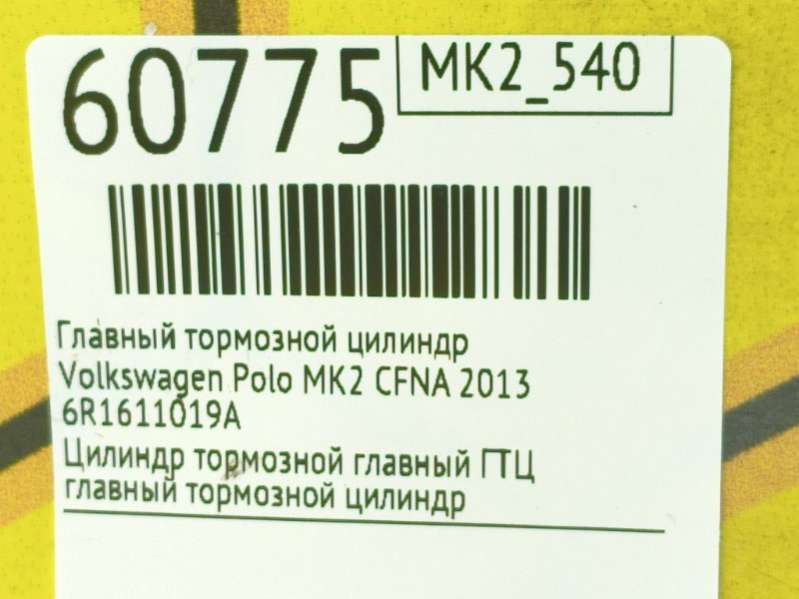 60775
MK2_540
Главный тормозной цилиндр
Volkswagen Polo MK2 CFNA 2013
6R1611019A
Цилиндр тормозной главный ГТЦ
главный тормозной цилиндр